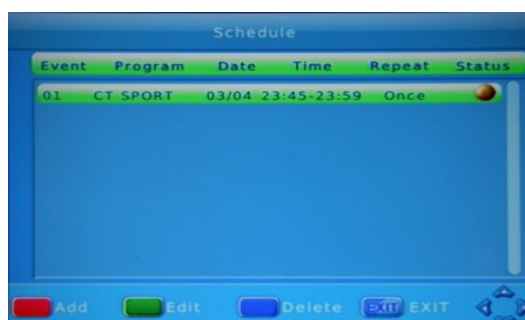 Schedule
Event Program Date Time Repeat Status
01 CT SPORT 03/04 23:45-23:59 Once
Add Edit Delete EXIT EXIT